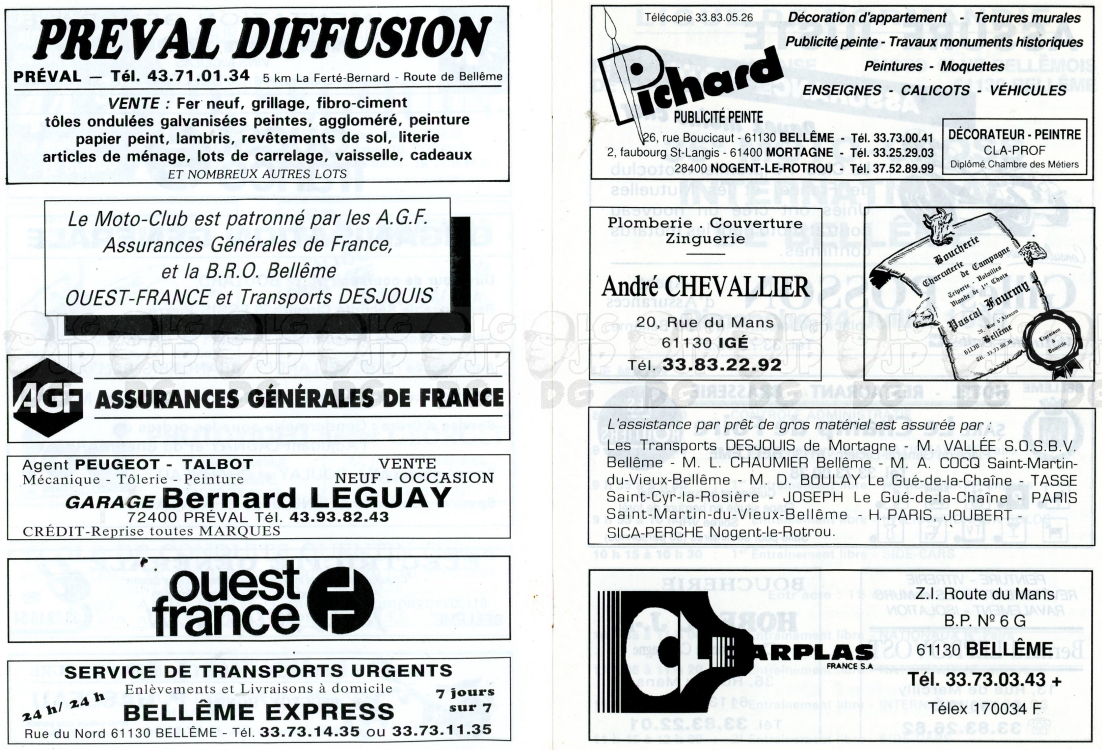 PREVAL DIFFUSION
PRÉVAL — Tél. 43.71.01.34 5 km La Ferté-Bernard - Route de Bellême
VENTE : Fer neuf, grillage, fibro-ciment
tôles ondulées galvanisées peintes, aggloméré, peinture
papier peint, lambris, revêtements de sol, literie
articles de ménage, lots de carrelage, vaisselle, cadeaux
ET NOMBREUX AUTRES LOTS
Le Moto-Club est patronné par les A.G.F.
Assurances Générales de France,
et la B.R.O. Bellême
OUEST-FRANCE et Transports DESJOUIS
AGF ASSURANCES GÉNÉRALES DE FRANCE
Agent PEUGEOT - TALBOT VENTE
Mécanique - Tôlerie - Peinture NEUF - OCCASION
GARAGE Bernard LEGUAY
72400 PRÉVAL Tél. 43.93.82.43
CRÉDIT-Reprise toutes MARQUES
ouest
france
SERVICE DE TRANSPORTS URGENTS
24 h/ 24 h Enlèvements et Livraisons à domicile 7 jours
sur 7
BELLÊME EXPRESS
Rue du Nord 61130 BELLÊME - Tél. 33.73.14.35 ou 33.73.11.35
Télécopie 33.83.05.26 Décoration d'appartement - Tentures murales
Publicité peinte - Travaux monuments historiques
Peintures - Moquettes
ENSEIGNES - CALICOTS - VÉHICULES
Pichard
PUBLICITÉ PEINTE
26, rue Boucicaut - 61130 BELLÊME - Tél. 33.73.00.41
2, faubourg St-Langis - 61400 MORTAGNE - Tél. 33.25.29.03
28400 NOGENT-LE-ROTROU - Tél. 37.52.89.99
DÉCORATEUR - PEINTRE
CLA-PROF
Diplômé Chambre des Métiers
Plomberie . Couverture
Zinguerie
André CHEVALLIER
20, Rue du Mans
61130 IGÉ
Tél. 33.83.22.92
Boucherie
Charcuterie
de Campagne
Triperie - Volailles
Viande de 1er Choix
Pascal Fourmy
61130 Bellême
L'assistance par prêt de gros matériel est assurée par :
Les Transports DESJOUIS de Mortagne - M. VALLÉE S.O.S.B.V.
Bellême - M. L. CHAUMIER Bellême - M. A. COCQ Saint-Martin-
du-Vieux-Bellême - M. D. BOULAY Le Gué-de-la-Chaîne - TASSE
Saint-Cyr-la-Rosière - JOSEPH Le Gué-de-la-Chaîne - PARIS
Saint-Martin-du-Vieux-Bellême - H. PARIS, JOUBERT -
SICA-PERCHE Nogent-le-Rotrou.
CARPLAS
FRANCE S.A
Z.I. Route du Mans
B.P. Nº 6 G
61130 BELLÊME
Tél. 33.73.03.43 +
Télex 170034 F